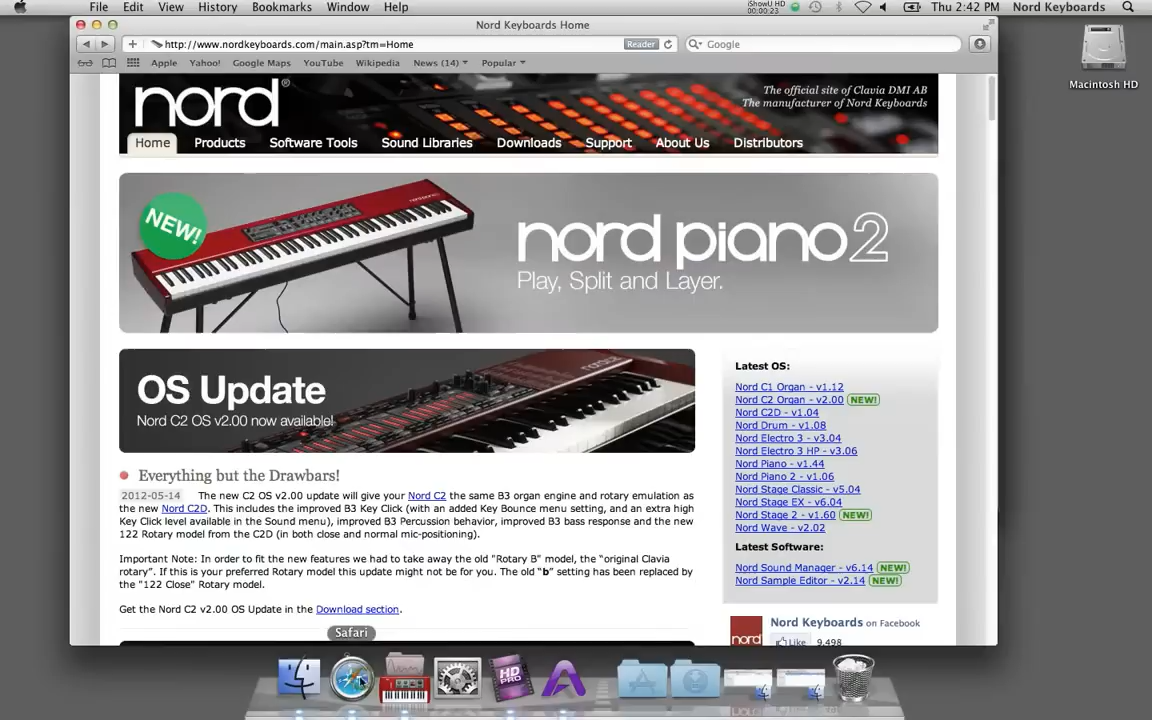 File Edit View History Bookmarks Window Help
iShowU HD
00:00:23
Thu 2:42 PM Nord Keyboards
Nord Keyboards Home
http://www.nordkeyboards.com/main.asp?tm=Home
Reader
Google
Apple Yahoo! Google Maps YouTube Wikipedia News (14) Popular
Macintosh HD
nord®
The official site of Clavia DMI AB
The manufacturer of Nord Keyboards
Home Products Software Tools Sound Libraries Downloads Support About Us Distributors
NEW!
nord piano 2
Play, Split and Layer.
OS Update
Nord C2 OS v2.00 now available!
Everything but the Drawbars!
2012-05-14 The new C2 OS v2.00 update will give your Nord C2 the same B3 organ engine and rotary emulation as
the new Nord C2D. This includes the improved B3 Key Click (with an added Key Bounce menu setting, and an extra high
Key Click level available in the Sound menu), improved B3 Percussion behavior, improved B3 bass response and the new
122 Rotary model from the C2D (in both close and normal mic-positioning).
Important Note: In order to fit the new features we had to take away the old "Rotary B" model, the “original Clavia
rotary”. If this is your preferred Rotary model this update might not be for you. The old “b” setting has been replaced by
the "122 Close" Rotary model.
Get the Nord C2 v2.00 OS Update in the Download section.
Latest OS:
Nord C1 Organ - v1.12
Nord C2 Organ - v2.00 NEW!
Nord C2D - v1.04
Nord Drum - v1.08
Nord Electro 3 - v3.04
Nord Electro 3 HP - v3.06
Nord Piano - v1.44
Nord Piano 2 - v1.06
Nord Stage Classic - v5.04
Nord Stage EX - v6.04
Nord Stage 2 - v1.60 NEW!
Nord Wave - v2.02
Latest Software:
Nord Sound Manager - v6.14 NEW!
Nord Sample Editor - v2.14 NEW!
nord
Nord Keyboards on Facebook
Like 9,498
Safari
HD
PRO